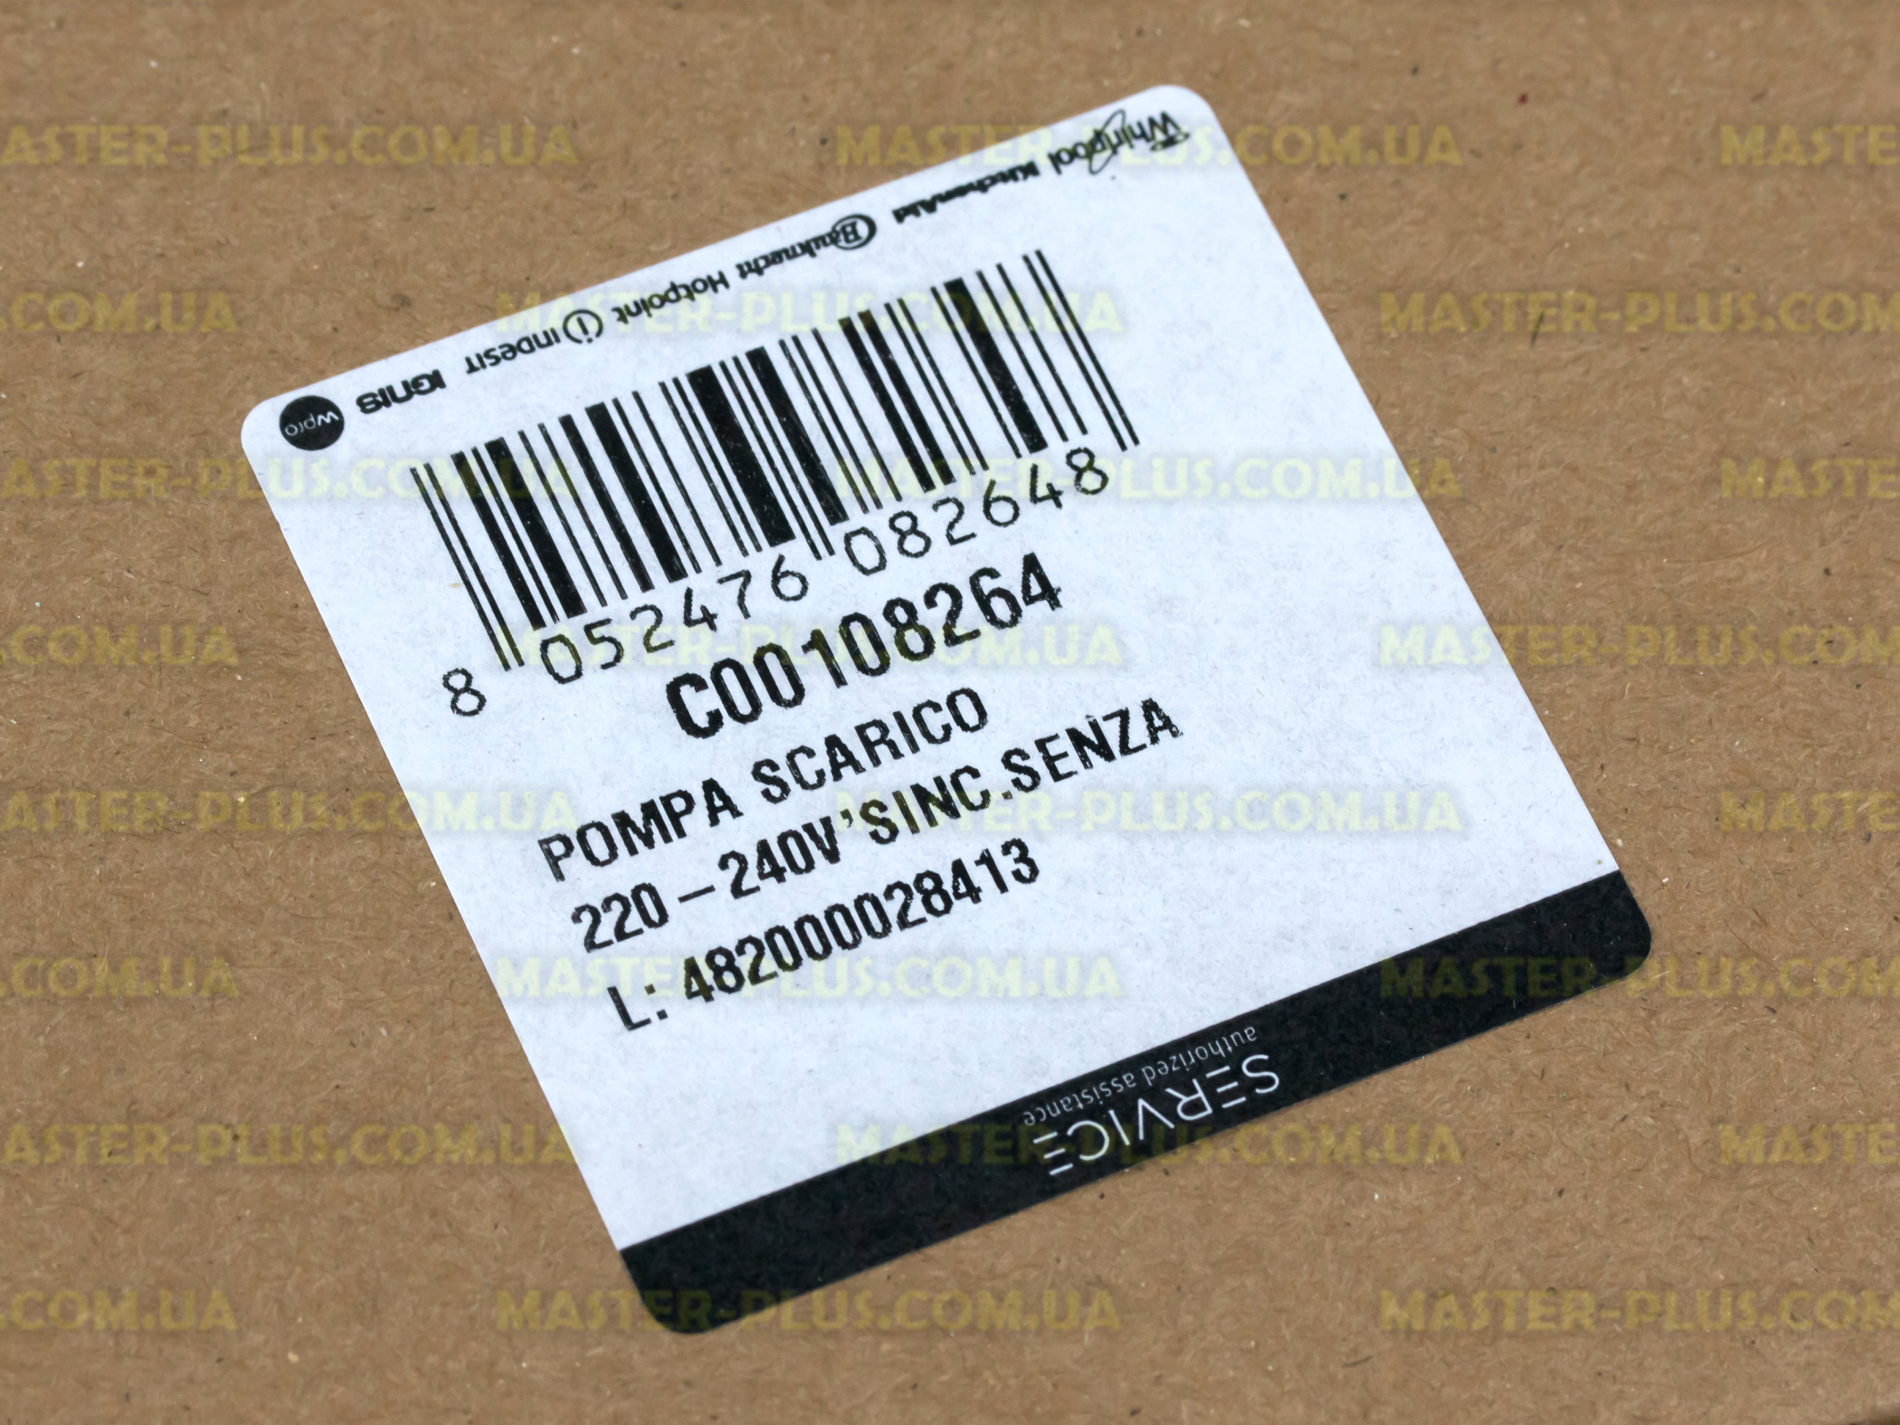 Whirlpool KitchenAid Bauknecht Hotpoint indesit IGNIS wpro
8 052476 082648
C00108264
POMPA SCARICO
220-240V'SINC.SENZA
L: 482000028413
SERVICE
authorized assistance
MASTER-PLUS.COM.UA